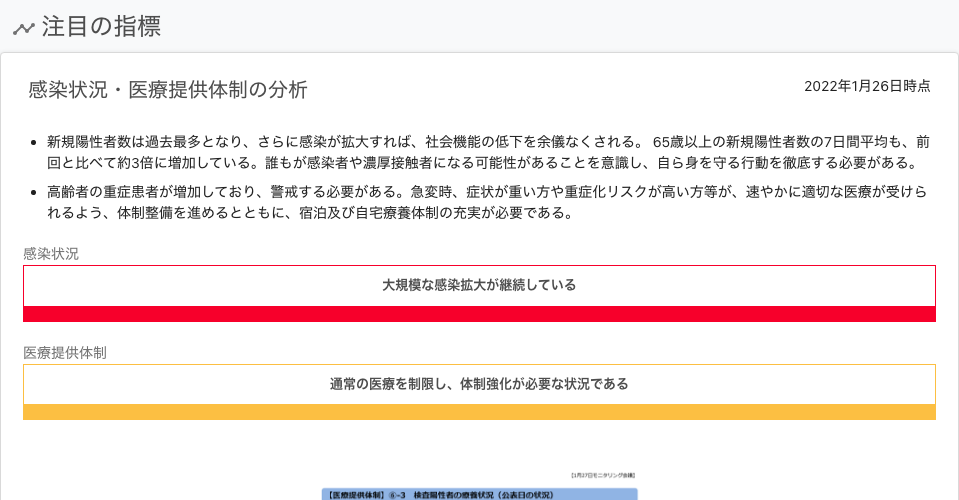 注目の指標
感染状況・医療提供体制の分析
2022年1月26日時点
新規陽性者数は過去最多となり、さらに感染が拡大すれば、社会機能の低下を余儀なくされる。 65歳以上の新規陽性者数の7日間平均も、前
回と比べて約3倍に増加している。誰もが感染者や濃厚接触者になる可能性があることを意識し、自ら身を守る行動を徹底する必要がある。
高齢者の重症患者が増加しており、警戒する必要がある。急変時、症状が重い方や重症化リスクが高い方等が、速やかに適切な医療が受けら
れるよう、体制整備を進めるとともに、宿泊及び自宅療養体制の充実が必要である。
感染状況
大規模な感染拡大が継続している
医療提供体制
通常の医療を制限し、体制強化が必要な状況である
【1月27日モニタリング会議】
【医療提供体制】⑥-3 検査陽性者の療養状況（公表日の状況）